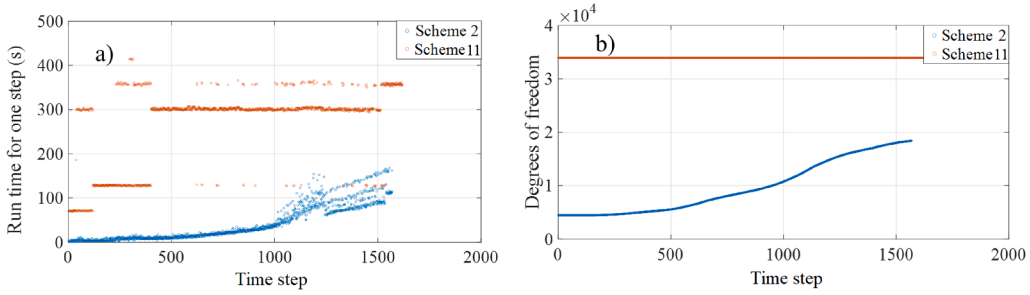 a)
Scheme 2
Scheme11
Run time for one step (s)
500
400
300
200
100
0
0
500
1000
1500
2000
Time step
b)
×10⁴
Scheme 2
Scheme11
Degrees of freedom
4
3
2
1
0
0
500
1000
1500
2000
Time step